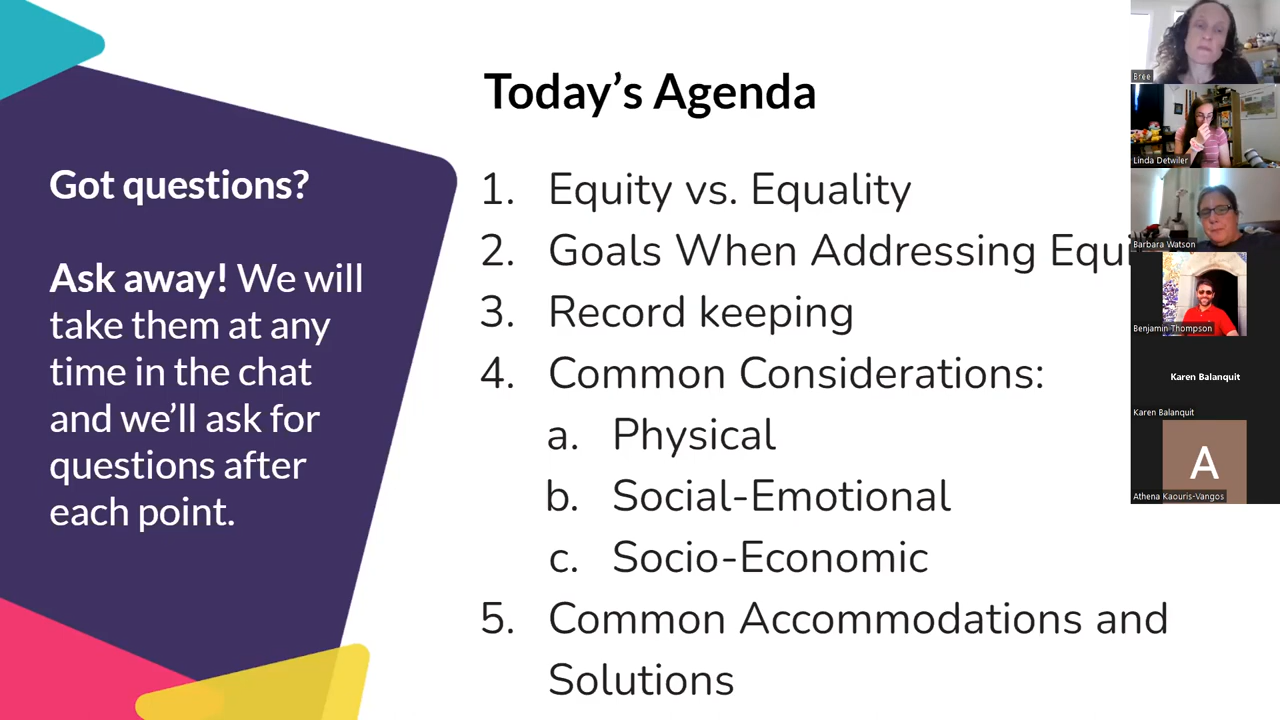 Today's Agenda
Got questions?
Ask away! We will
take them at any
time in the chat
and we'll ask for
questions after
each point.
1. Equity vs. Equality
2. Goals When Addressing Equi
3. Record keeping
4. Common Considerations:
a. Physical
b. Social-Emotional
c. Socio-Economic
5. Common Accommodations and
Solutions
Bree
Linda Detwiler
Barbara Watson
Benjamin Thompson
Karen Balanquit
Karen Balanquit
A
Athena Kaouris-Vangos